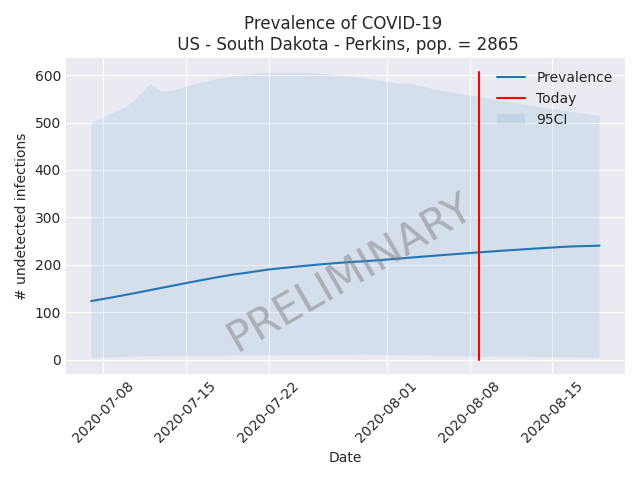 Prevalence of COVID-19
US - South Dakota - Perkins, pop. = 2865
600
500
400
300
200
100
0
# undetected infections
Prevalence
Today
95CI
PRELIMINARY
2020-07-08
2020-07-15
2020-07-22
2020-08-01
2020-08-08
2020-08-15
Date